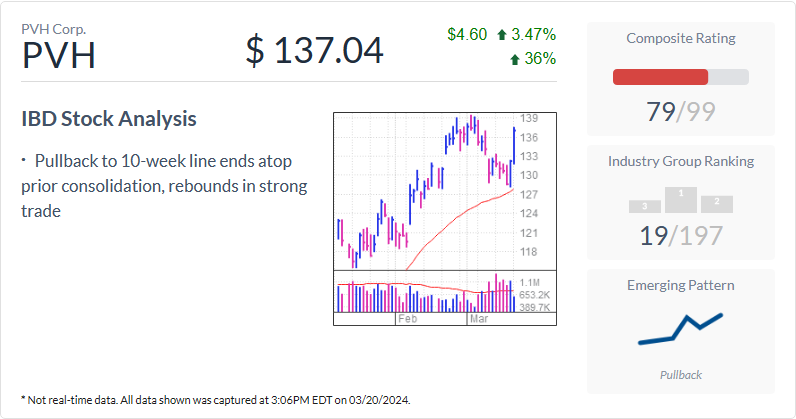 PVH Corp.
PVH
$ 137.04
$4.60 3.47%
36%
IBD Stock Analysis
· Pullback to 10-week line ends atop
prior consolidation, rebounds in strong
trade
139
136
133
130
127
124
121
118
1.1M
653.2K
389.7K
Feb Mar
Composite Rating
79/99
Industry Group Ranking
3 1 2
19/197
Emerging Pattern
Pullback
* Not real-time data. All data shown was captured at 3:06PM EDT on 03/20/2024.